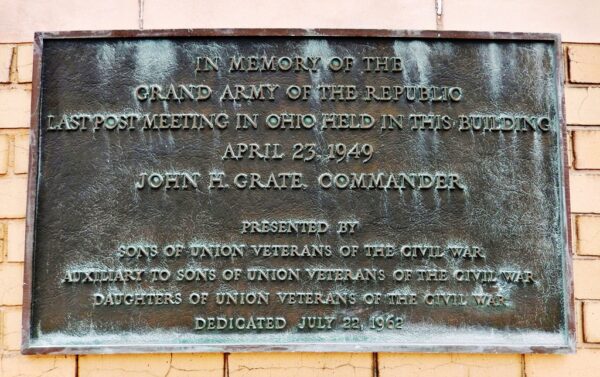 IN MEMORY OF THE
GRAND ARMY OF THE REPUBLIC
LAST POST MEETING IN OHIO HELD IN THIS BUILDING
APRIL 23, 1949
JOHN H. GRATE, COMMANDER
PRESENTED BY
SONS OF UNION VETERANS OF THE CIVIL WAR
AUXILIARY TO SONS OF UNION VETERANS OF THE CIVIL WAR
DAUGHTERS OF UNION VETERANS OF THE CIVIL WAR
DEDICATED JULY 22, 1962